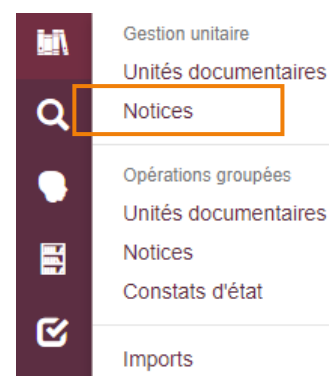 Gestion unitaire
Unités documentaires
Notices
Opérations groupées
Unités documentaires
Notices
Constats d'état
Imports